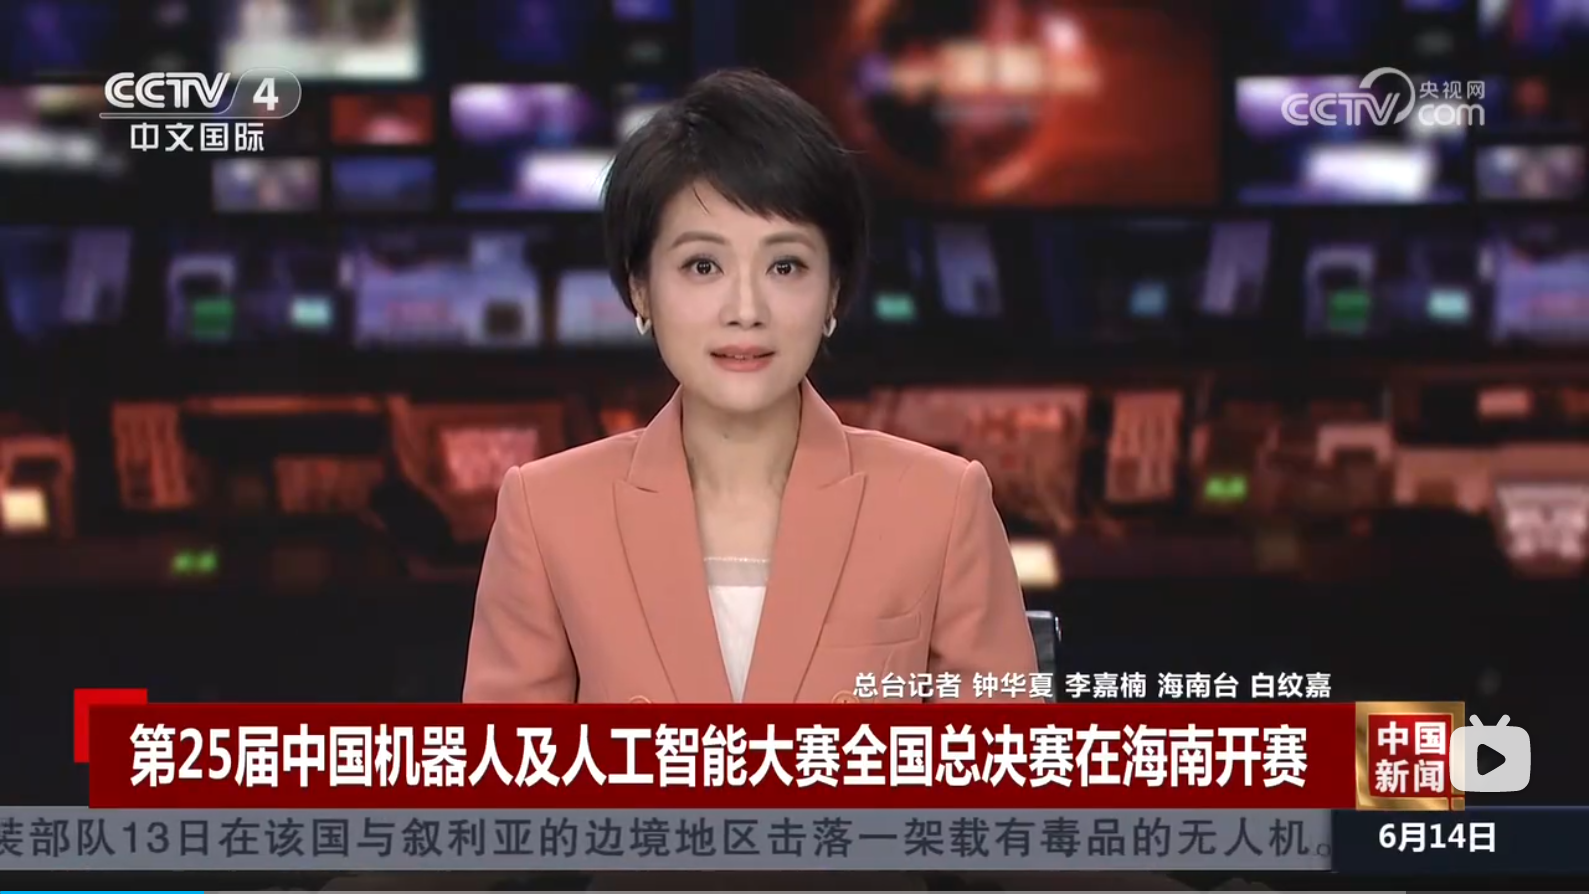 CCTV 4
中文国际
央视网
CCTV.com
总台记者 钟华夏 李嘉楠 海南台 白纹嘉
第25届中国机器人及人工智能大赛全国总决赛在海南开赛
中国
新闻
装部队13日在该国与叙利亚的边境地区击落一架载有毒品的无人机。
6月14日